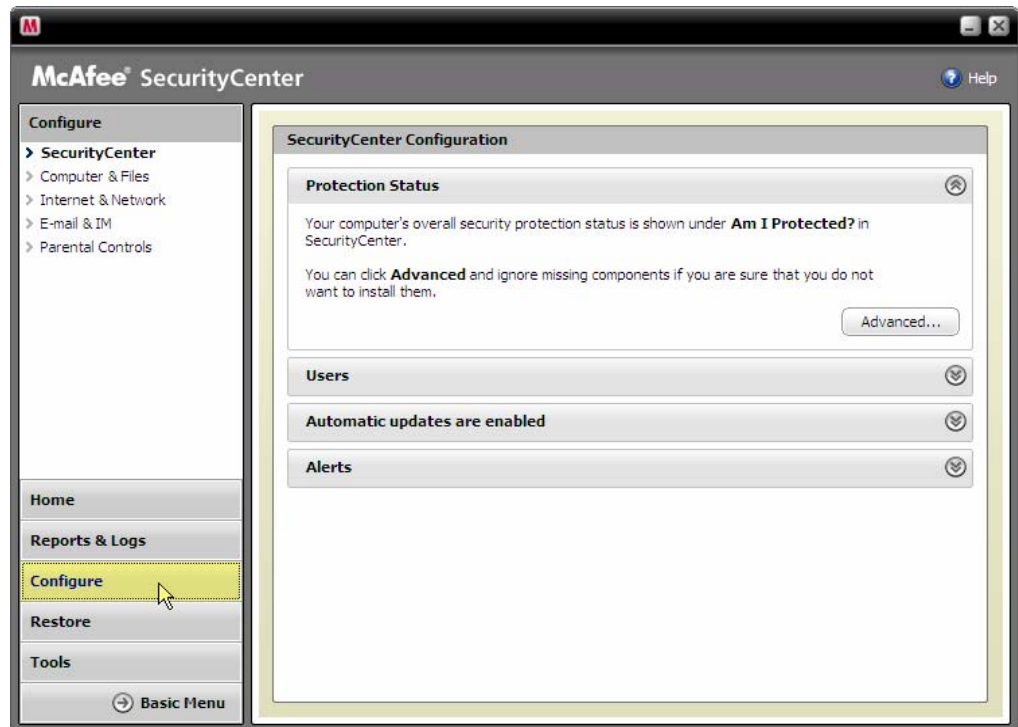 M
McAfee® SecurityCenter
Help
Configure
SecurityCenter
Computer & Files
Internet & Network
E-mail & IM
Parental Controls
Home
Reports & Logs
Configure
Restore
Tools
Basic Menu
SecurityCenter Configuration
Protection Status
Your computer's overall security protection status is shown under Am I Protected? in
SecurityCenter.
You can click Advanced and ignore missing components if you are sure that you do not
want to install them.
Advanced...
Users
Automatic updates are enabled
Alerts